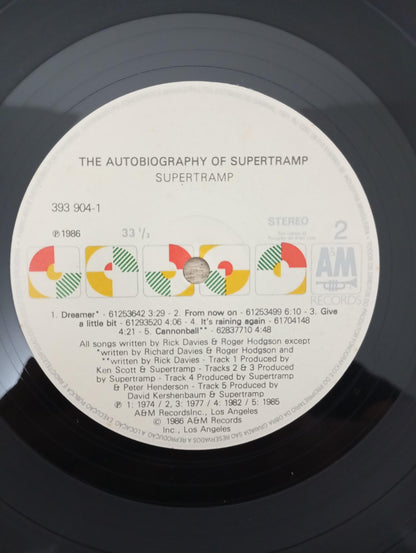 THE AUTOBIOGRAPHY OF SUPERTRAMP
SUPERTRAMP
393 904-1
℗ 1986
33 1/3
STEREO
2
A&M
RECORDS
1. Dreamer* - 61253642 3:29 - 2. From now on - 61253499 6:10 - 3. Give
a little bit - 61293520 4:06 - 4. It's raining again - 61704148
4:21 - 5. Cannonball** - 62837710 4:48
All songs written by Rick Davies & Roger Hodgson except
*written by Richard Davies & Roger Hodgson and
**written by Rick Davies - Track 1 Produced by
Ken Scott & Supertramp - Tracks 2 & 3 Produced
by Supertramp - Track 4 Produced by Supertramp
& Peter Henderson - Track 5 Produced by
David Kershenbaum & Supertramp
℗ 1: 1974 / 2, 3: 1977 / 4: 1982 / 5: 1985
A&M RecordsInc., Los Angeles
© 1986 A&M Records
Inc., Los Angeles